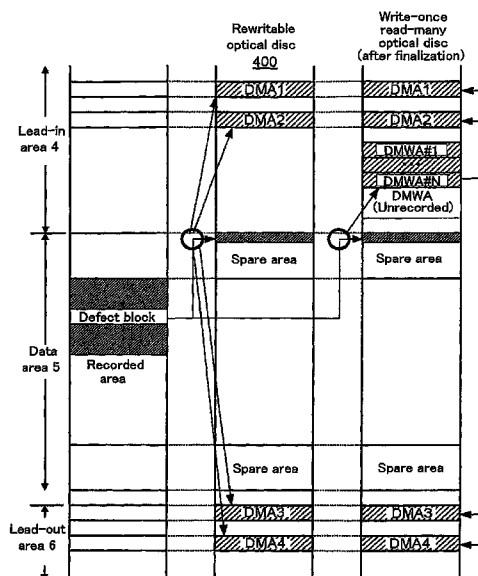 Rewritable
optical disc
400
Write-once
read-many
optical disc
(after finalization)
Lead-in
area 4
DMA1
DMA1
DMA2
DMA2
DMWA#1
...
DMWA#N
DMWA
(Unrecorded)
Spare area
Spare area
Defect block
Data
area 5
Recorded
area
Spare area
Spare area
Lead-out
area 6
DMA3
DMA3
DMA4
DMA4